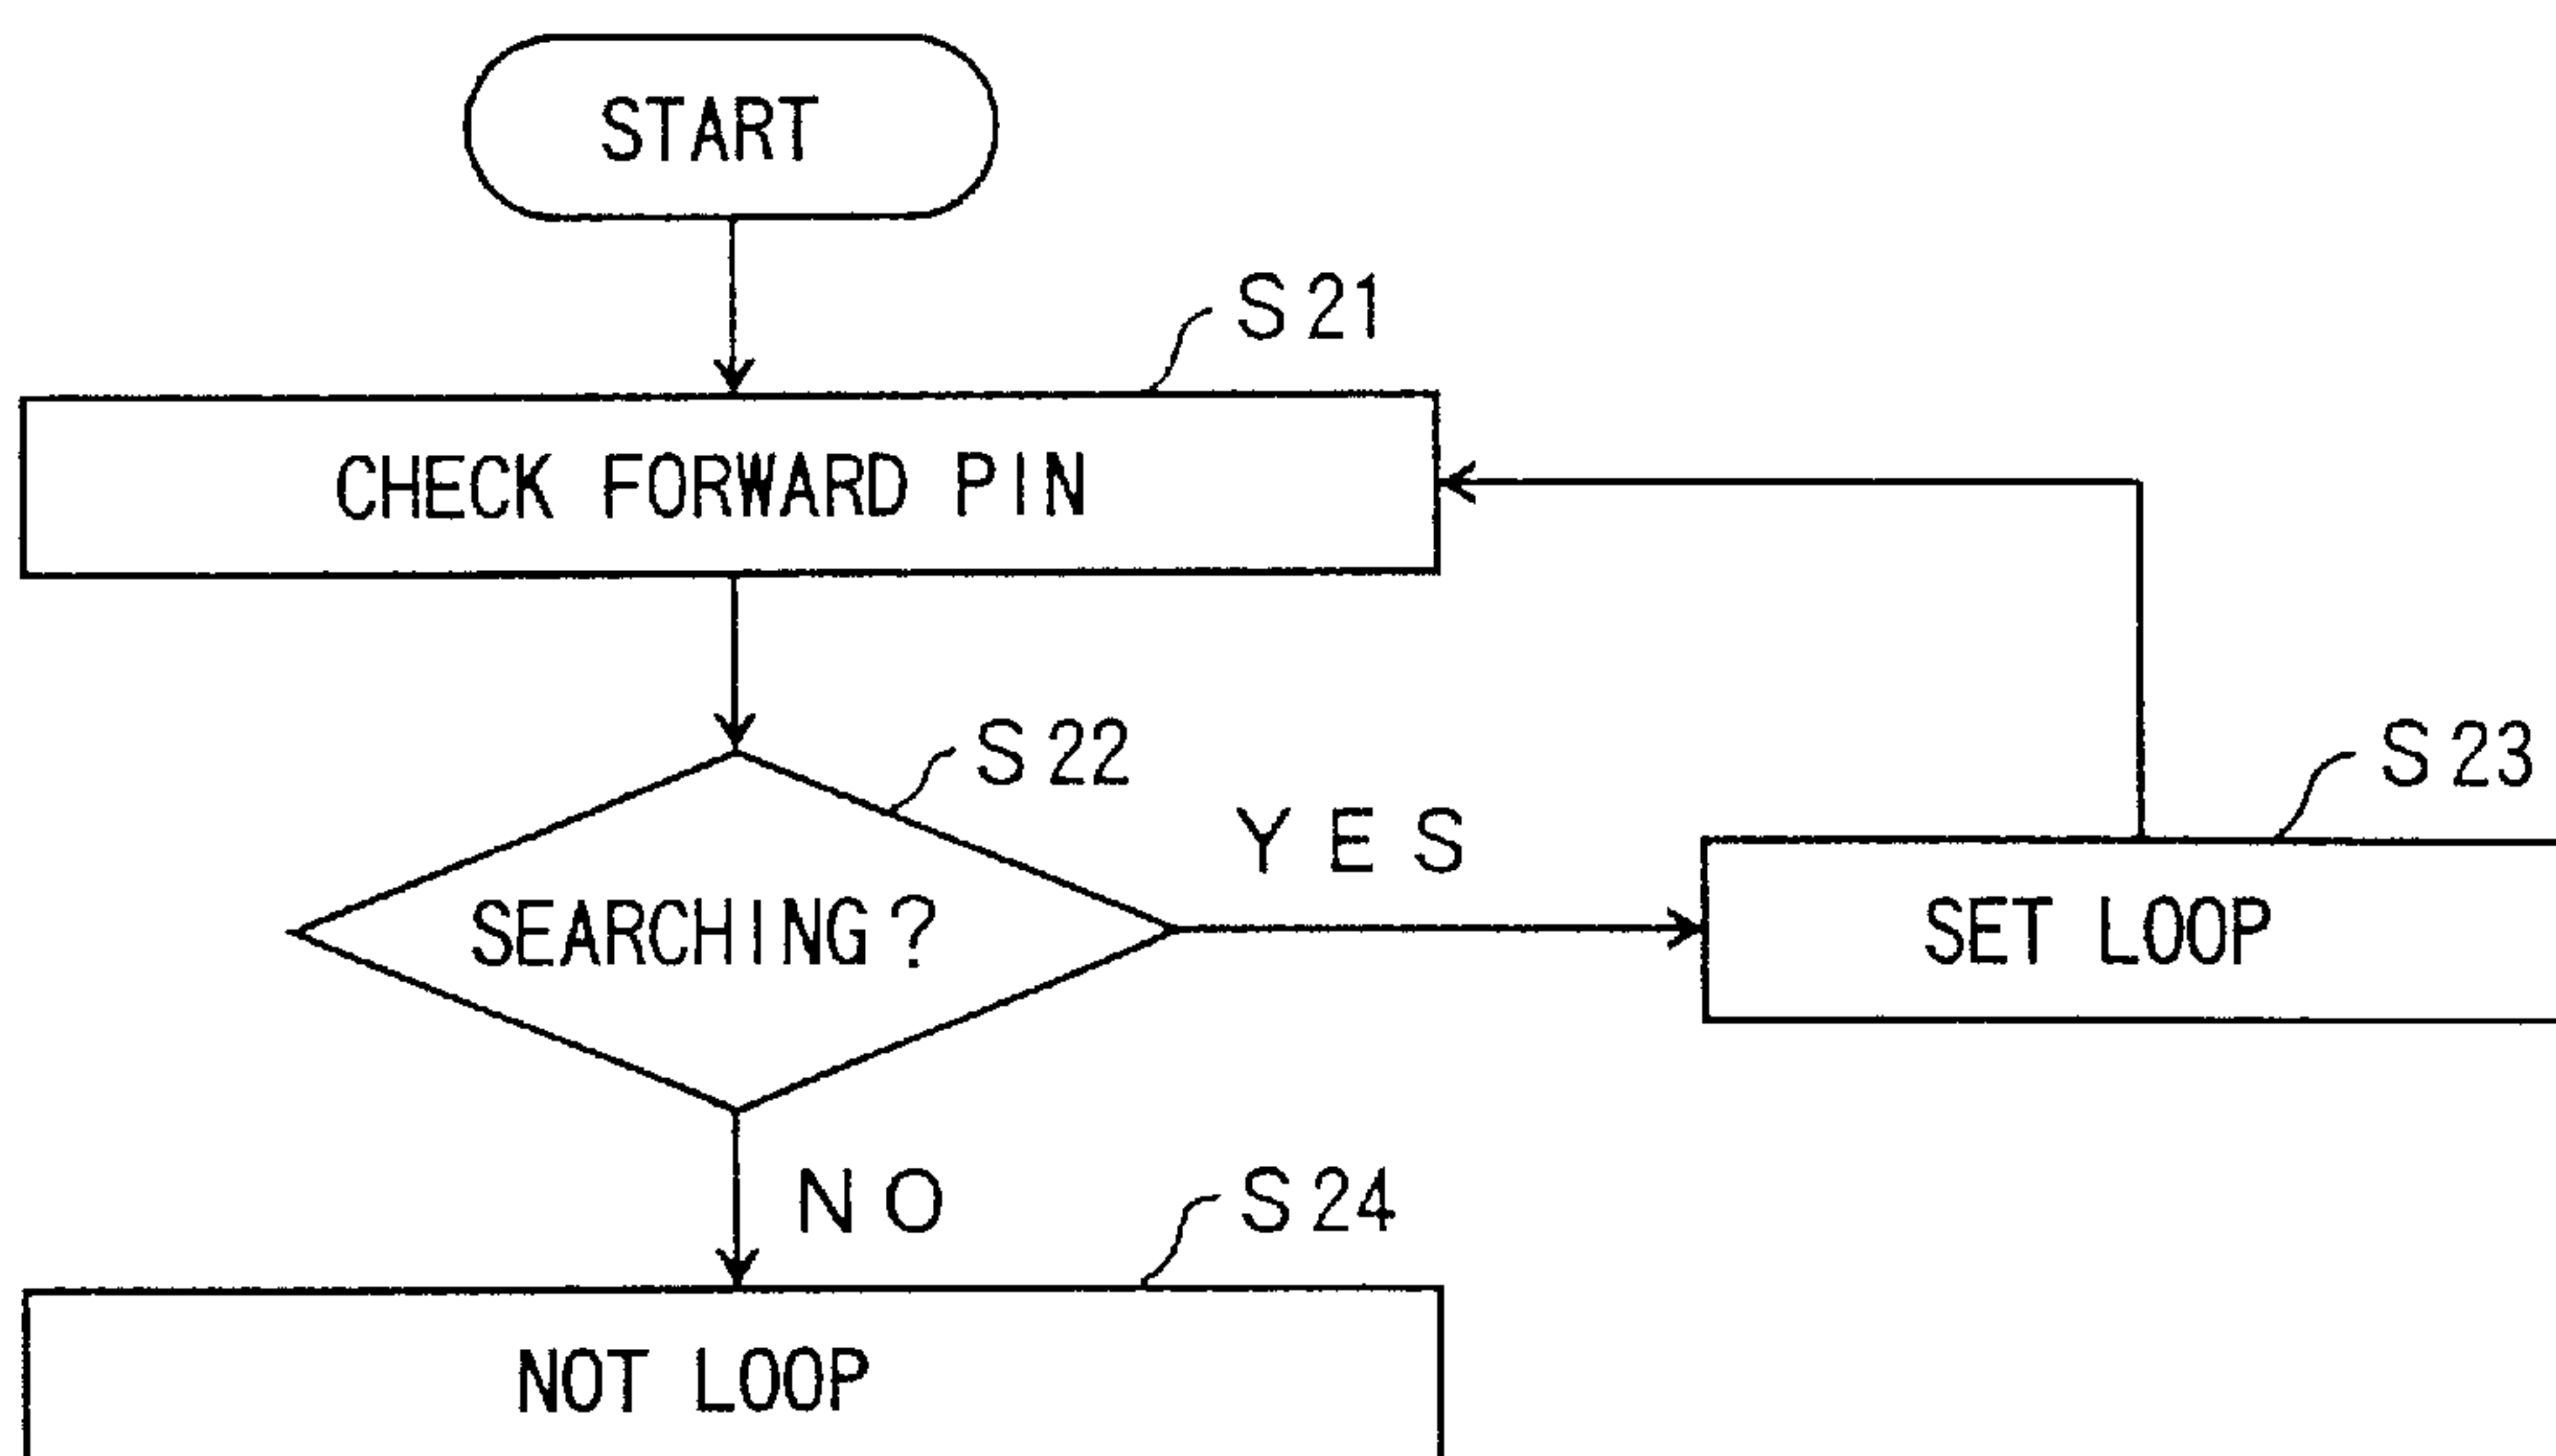 START
S21
CHECK FORWARD PIN
S22
S23
YES
SEARCHING?
SET LOOP
NO
S24
NOT LOOP